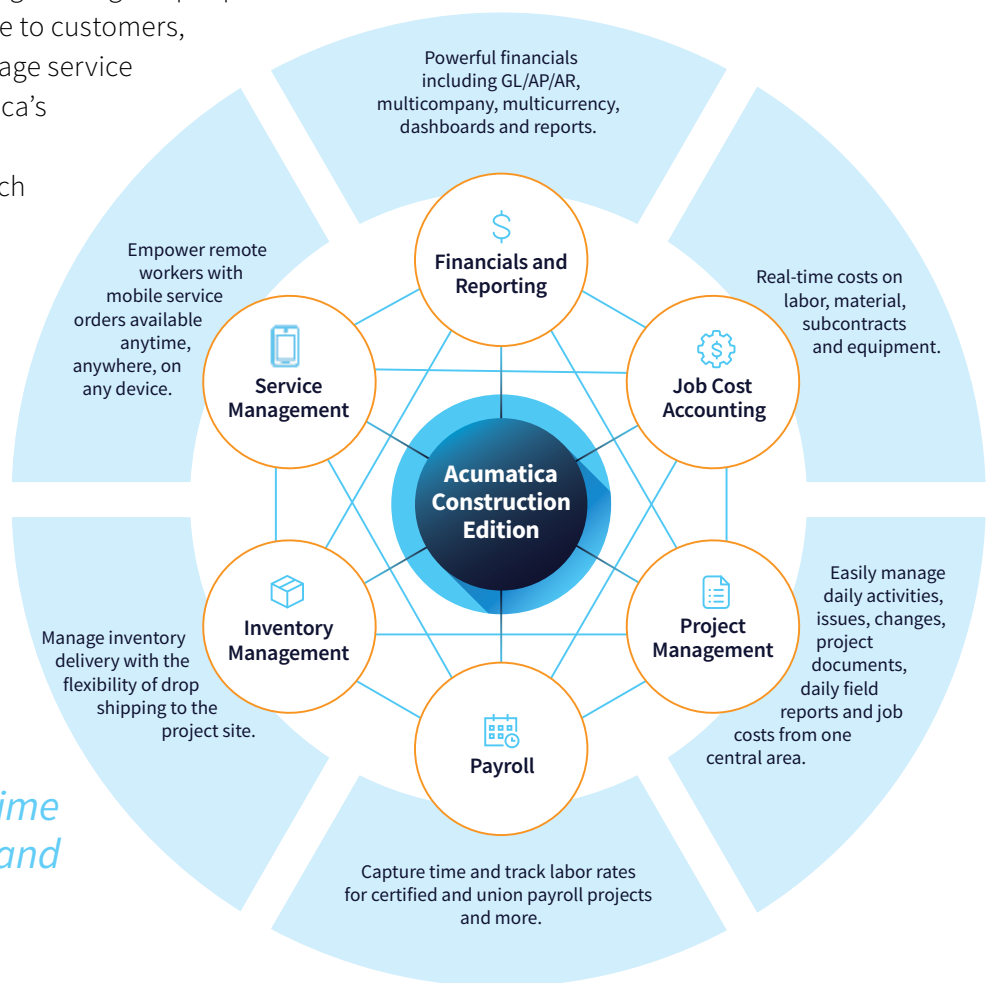 e to customers,
age service
ca’s
ch
Powerful financials
including GL/AP/AR,
multicompany, multicurrency,
dashboards and reports.
$
Financials and
Reporting
Real-time costs on
labor, material,
subcontracts
and equipment.
$
Job Cost
Accounting
Easily manage
daily activities,
issues, changes,
project
documents,
daily field
reports and job
costs from one
central area.
Project
Management
Capture time and track labor rates
for certified and union payroll projects
and more.
Payroll
Manage inventory
delivery with the
flexibility of drop
shipping to the
project site.
Inventory
Management
Empower remote
workers with
mobile service
orders available
anytime,
anywhere, on
any device.
Service
Management
Acumatica
Construction
Edition
ime
and